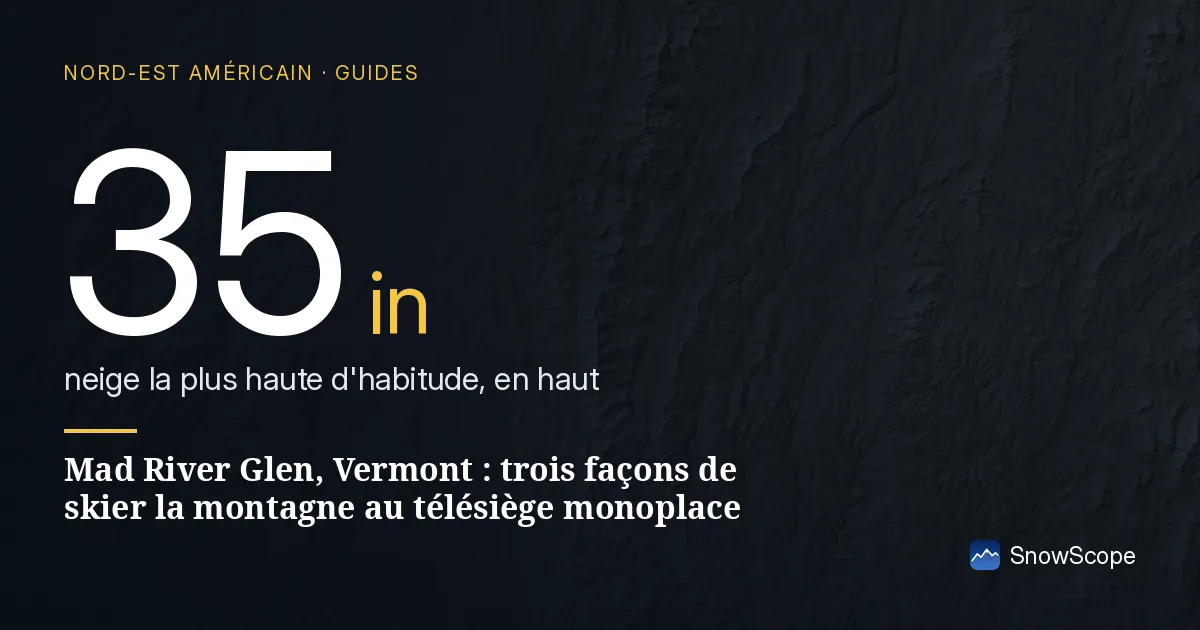 NORD-EST AMÉRICAIN · GUIDES
35 in
neige la plus haute d'habitude, en haut
Mad River Glen, Vermont : trois façons de
skier la montagne au télésiège monoplace
SnowScope